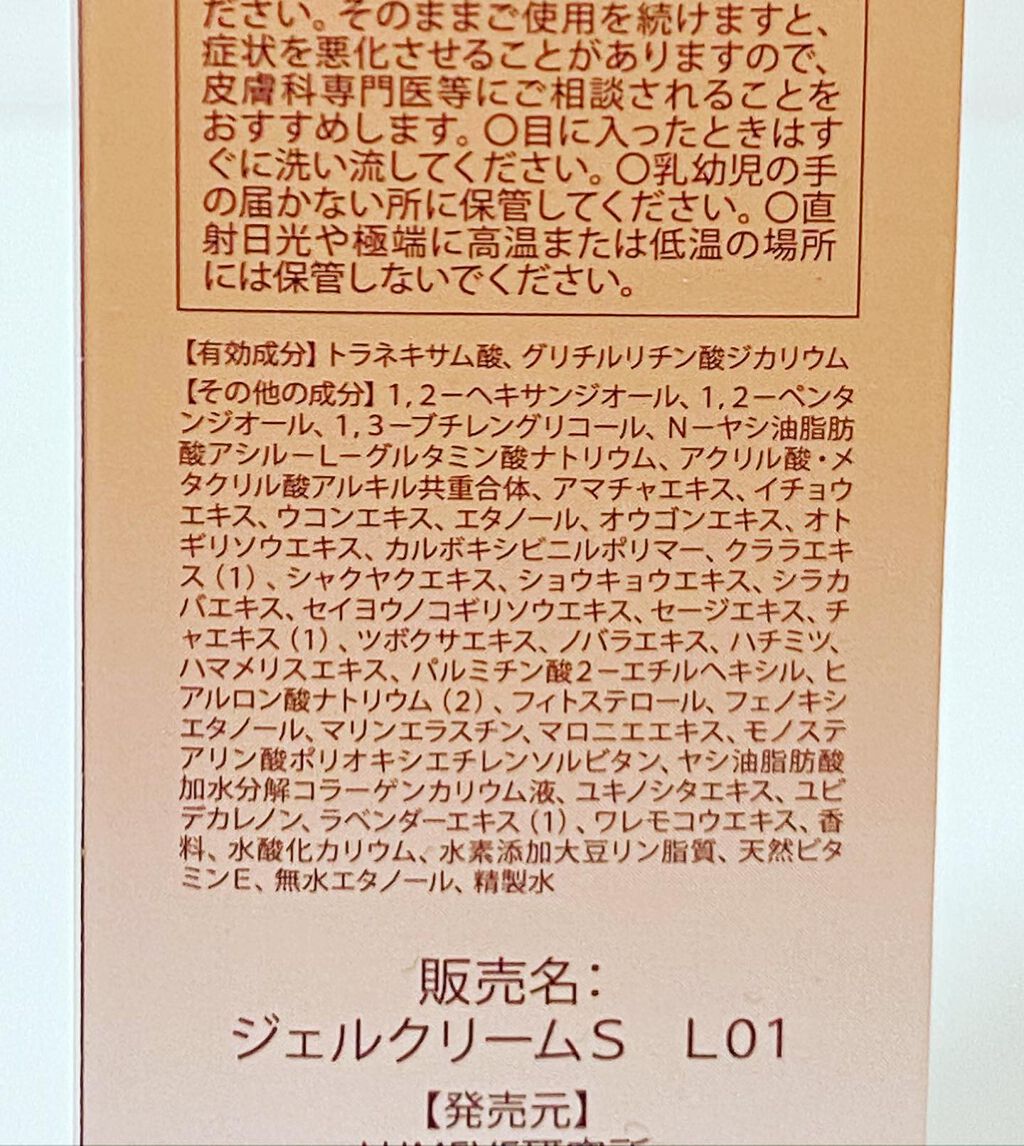 ださい。そのままご使用を続けますと、
症状を悪化させることがありますので、
皮膚科専門医等にご相談されることを
おすすめします。〇目に入ったときはす
ぐに洗い流してください。〇乳幼児の手
の届かない所に保管してください。〇直
射日光や極端に高温または低温の場所
には保管しないでください。
【有効成分】トラネキサム酸、グリチルリチン酸ジカリウム
【その他の成分】1,2－ヘキサンジオール、1,2－ペンタ
ンジオール、1,3－ブチレングリコール、N－ヤシ油脂肪
酸アシル－L－グルタミン酸ナトリウム、アクリル酸・メ
タクリル酸アルキル共重合体、アマチャエキス、イチョウ
エキス、ウコンエキス、エタノール、オウゴンエキス、オト
ギリソウエキス、カルボキシビニルポリマー、クララエキ
ス（1）、シャクヤクエキス、ショウキョウエキス、シラカ
バエキス、セイヨウノコギリソウエキス、セージエキス、チ
ャエキス（1）、ツボクサエキス、ノバラエキス、ハチミツ、
ハマメリスエキス、パルミチン酸2－エチルヘキシル、ヒ
アルロン酸ナトリウム（2）、フィトステロール、フェノキシ
エタノール、マリンエラスチン、マロニエエキス、モノステ
アリン酸ポリオキシエチレンソルビタン、ヤシ油脂肪酸
加水分解コラーゲンカリウム液、ユキノシタエキス、ユビ
デカレノン、ラベンダーエキス（1）、ワレモコウエキス、香
料、水酸化カリウム、水素添加大豆リン脂質、天然ビタ
ミンE、無水エタノール、精製水
販売名：
ジェルクリームS　L01
【発売元】